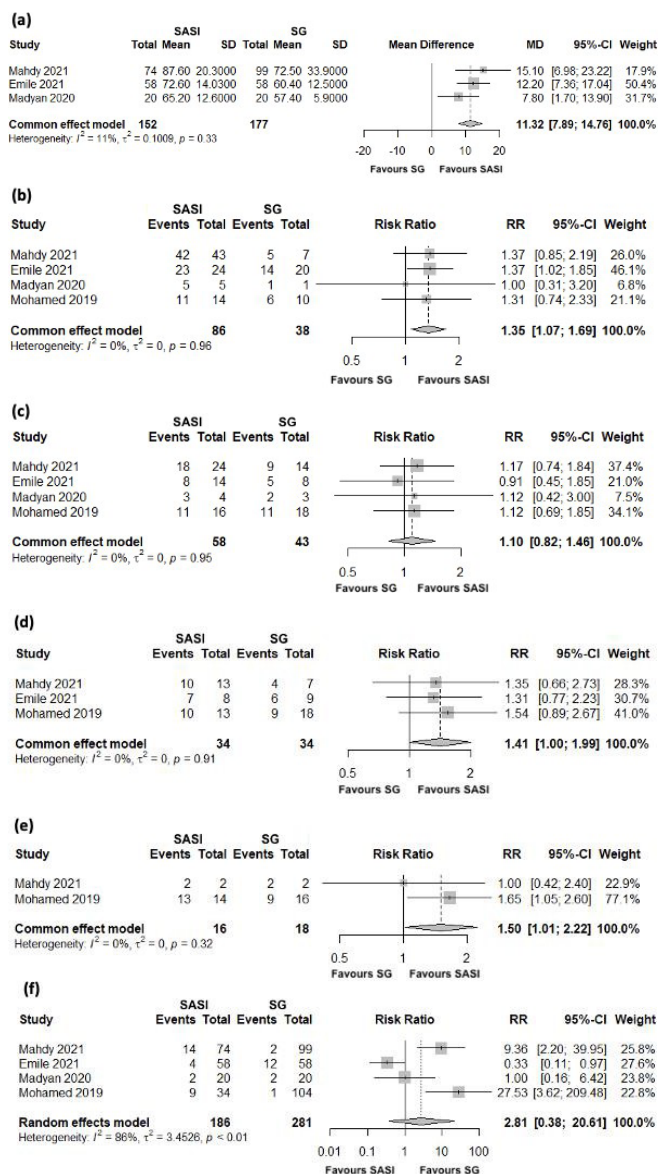 (a)
SASI SG
Study Total Mean SD Total Mean SD Mean Difference MD 95%-CI Weight
Mahdy 2021 74 87.60 20.3000 99 72.50 33.9000 15.10 [6.98; 23.22] 17.9%
Emile 2021 58 72.60 14.0300 58 60.40 12.5000 12.20 [7.36; 17.04] 50.4%
Madyan 2020 20 65.20 12.6000 20 57.40 5.9000 7.80 [1.70; 13.90] 31.7%
Common effect model 152 177 11.32 [7.89; 14.76] 100.0%
Heterogeneity: I² = 11%, τ² = 0.1009, p = 0.33
-20 -10 0 10 20
Favours SG Favours SASI
(b)
SASI SG
Study Events Total Events Total Risk Ratio RR 95%-CI Weight
Mahdy 2021 42 43 5 7 1.37 [0.85; 2.19] 26.0%
Emile 2021 23 24 14 20 1.37 [1.02; 1.85] 46.1%
Madyan 2020 5 5 1 1 1.00 [0.31; 3.20] 6.8%
Mohamed 2019 11 14 6 10 1.31 [0.74; 2.33] 21.1%
Common effect model 86 38 1.35 [1.07; 1.69] 100.0%
Heterogeneity: I² = 0%, τ² = 0, p = 0.96
0.5 1 2
Favours SG Favours SASI
(c)
SASI SG
Study Events Total Events Total Risk Ratio RR 95%-CI Weight
Mahdy 2021 18 24 9 14 1.17 [0.74; 1.84] 37.4%
Emile 2021 8 14 5 8 0.91 [0.45; 1.85] 21.0%
Madyan 2020 3 4 2 3 1.12 [0.42; 3.00] 7.5%
Mohamed 2019 11 16 11 18 1.12 [0.69; 1.85] 34.1%
Common effect model 58 43 1.10 [0.82; 1.46] 100.0%
Heterogeneity: I² = 0%, τ² = 0, p = 0.95
0.5 1 2
Favours SG Favours SASI
(d)
SASI SG
Study Events Total Events Total Risk Ratio RR 95%-CI Weight
Mahdy 2021 10 13 4 7 1.35 [0.66; 2.73] 28.3%
Emile 2021 7 8 6 9 1.31 [0.77; 2.23] 30.7%
Mohamed 2019 10 13 9 18 1.54 [0.89; 2.67] 41.0%
Common effect model 34 34 1.41 [1.00; 1.99] 100.0%
Heterogeneity: I² = 0%, τ² = 0, p = 0.91
0.5 1 2
Favours SG Favours SASI
(e)
SASI SG
Study Events Total Events Total Risk Ratio RR 95%-CI Weight
Mahdy 2021 2 2 2 2 1.00 [0.42; 2.40] 22.9%
Mohamed 2019 13 14 9 16 1.65 [1.05; 2.60] 77.1%
Common effect model 16 18 1.50 [1.01; 2.22] 100.0%
Heterogeneity: I² = 0%, τ² = 0, p = 0.32
0.5 1 2
Favours SG Favours SASI
(f)
SASI SG
Study Events Total Events Total Risk Ratio RR 95%-CI Weight
Mahdy 2021 14 74 2 99 9.36 [2.20; 39.95] 25.8%
Emile 2021 4 58 12 58 0.33 [0.11; 0.97] 27.6%
Madyan 2020 2 20 2 20 1.00 [0.16; 6.42] 23.8%
Mohamed 2019 9 34 1 104 27.53 [3.62; 209.48] 22.8%
Random effects model 186 281 2.81 [0.38; 20.61] 100.0%
Heterogeneity: I² = 86%, τ² = 3.4526, p < 0.01
0.01 0.1 1 10 100
Favours SASI Favours SG